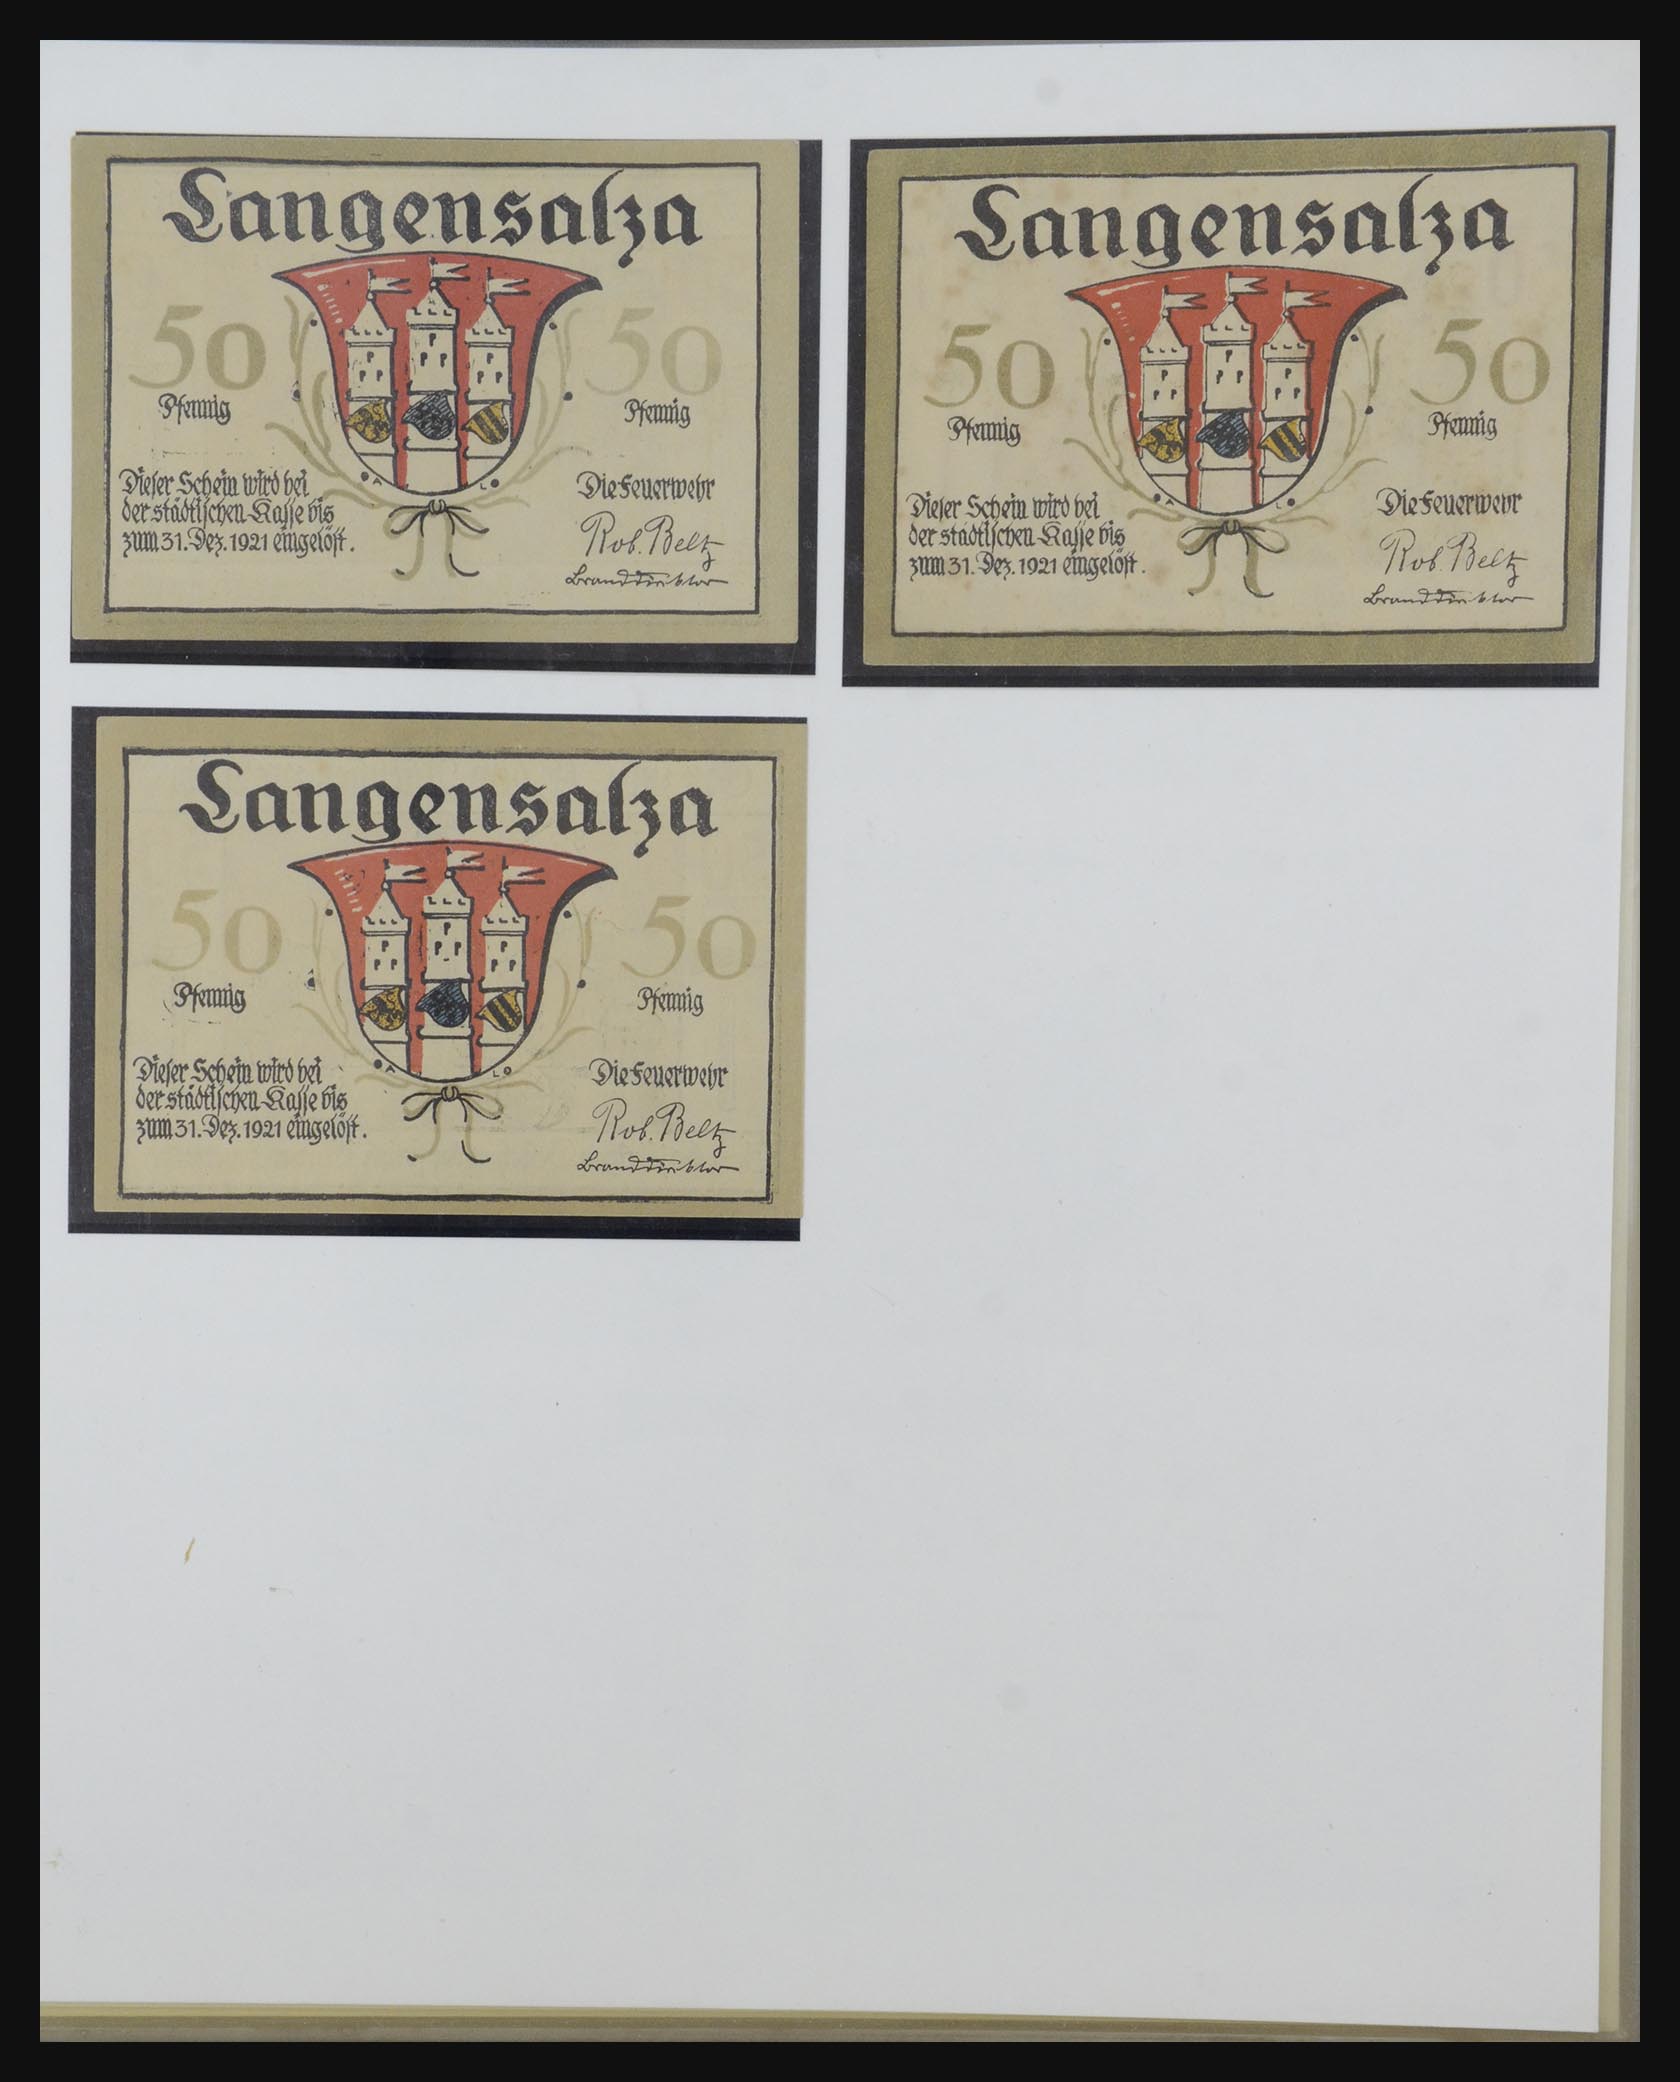 Langensalza
50 50
Pfennig Pfennig
Dieser Schein wird bei
der städtischen Kasse bis
zum 31. Dez. 1921 eingelöst.
A L
Die Feuerwehr
Rob. Beltz
Branddirektor
Langensalza
50 50
Pfennig Pfennig
Dieser Schein wird bei
der städtischen Kasse bis
zum 31. Dez. 1921 eingelöst.
A L
Die Feuerwehr
Rob. Beltz
Branddirektor
Langensalza
50 50
Pfennig Pfennig
Dieser Schein wird bei
der städtischen Kasse bis
zum 31. Dez. 1921 eingelöst.
A L
Die Feuerwehr
Rob. Beltz
Branddirektor